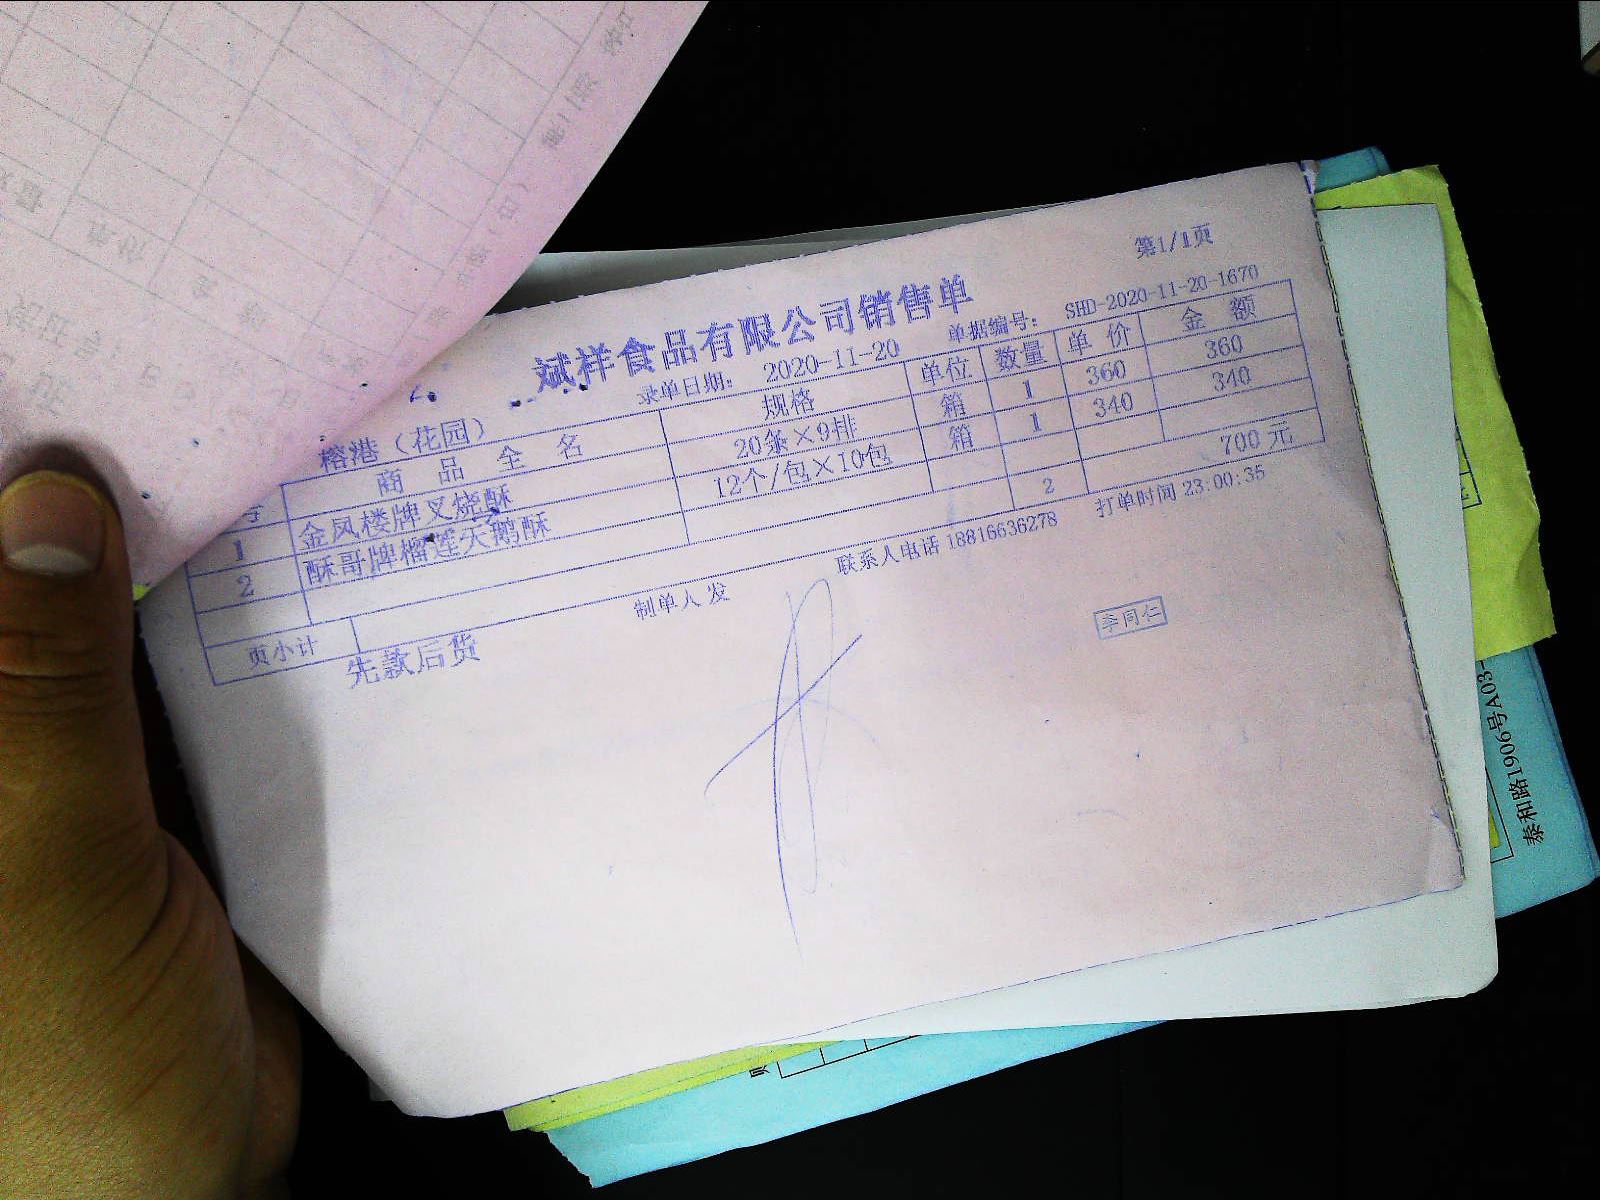 第1/1页
斌祥食品有限公司销售单
录单日期: 2020-11-20 单据编号: SHD-2020-11-20-1670
榕港（花园）
号 商品全名 规格 单位 数量 单价 金额
1 金凤楼牌叉烧酥 20条×9排 箱 1 360 360
2 酥哥牌榴莲天鹅酥 12个/包×10包 箱 1 340 340
页小计 2 700元
先款后货 制单人 发 联系人电话 18816636278 打单时间 23:00:35
李同仁
泰和路1906号A03-